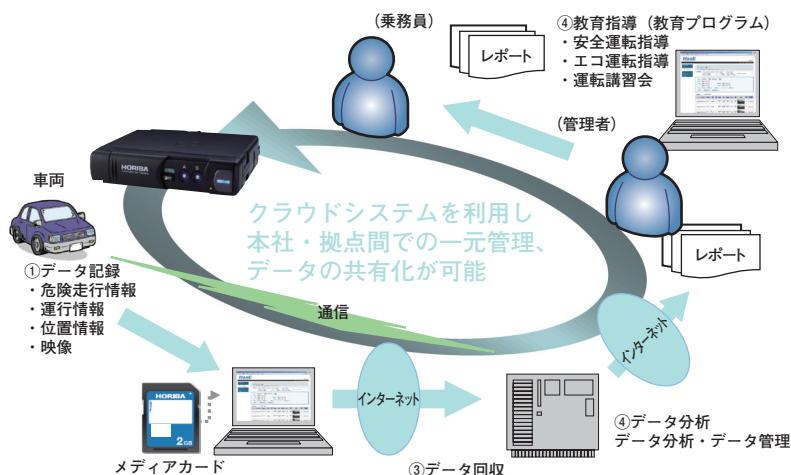 (乗務員)
レポート
④教育指導(教育プログラム)
・安全運転指導
・エコ運転指導
・運転講習会
(管理者)
レポート
HORIBA
車両
クラウドシステムを利用し
本社・拠点間での一元管理、
データの共有化が可能
①データ記録
・危険走行情報
・運行情報
・位置情報
・映像
通信
インターネット
インターネット
HORIBA
2GB
メディアカード
③データ回収
④データ分析
データ分析・データ管理